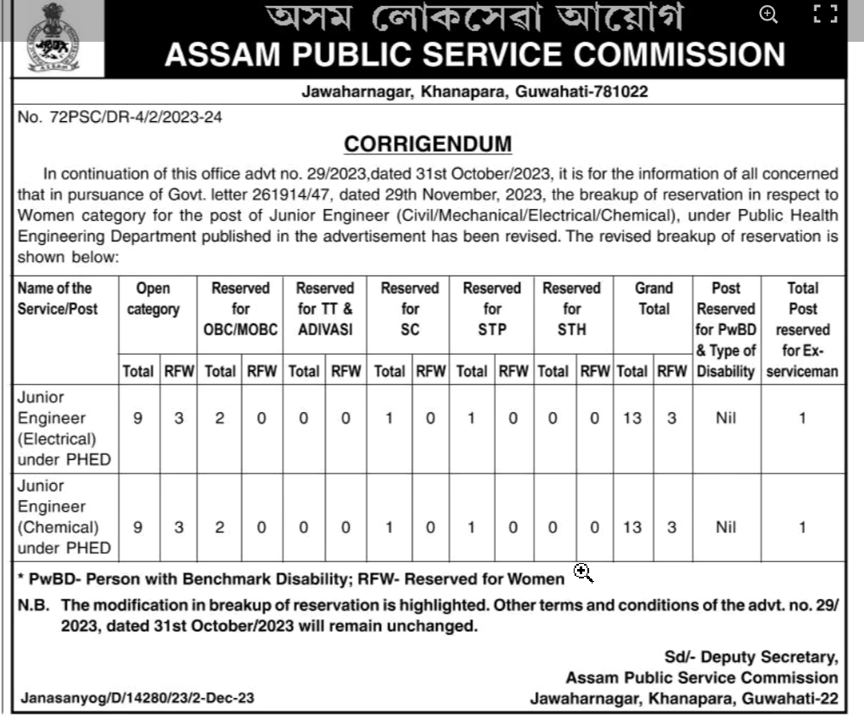 অসম লোকসেৱা আয়োগ
ASSAM PUBLIC SERVICE COMMISSION
Jawaharnagar, Khanapara, Guwahati-781022
No. 72PSC/DR-4/2/2023-24
CORRIGENDUM
In continuation of this office advt no. 29/2023,dated 31st October/2023, it is for the information of all concerned
that in pursuance of Govt. letter 261914/47, dated 29th November, 2023, the breakup of reservation in respect to
Women category for the post of Junior Engineer (Civil/Mechanical/Electrical/Chemical), under Public Health
Engineering Department published in the advertisement has been revised. The revised breakup of reservation is
shown below:
Name of the Open Reserved Reserved Reserved Reserved Reserved Grand Post Total
Service/Post category for for TT & for for for Total Reserved Post
OBC/MOBC ADIVASI SC STP STH for PwBD reserved
& Type of for Ex-
Total RFW Total RFW Total RFW Total RFW Total RFW Total RFW Total RFW Disability serviceman
Junior
Engineer 9 3 2 0 0 0 1 0 1 0 0 0 13 3 Nil 1
(Electrical)
under PHED
Junior
Engineer
(Chemical) 9 3 2 0 0 0 1 0 1 0 0 0 13 3 Nil 1
under PHED
* PwBD- Person with Benchmark Disability; RFW- Reserved for Women
N.B. The modification in breakup of reservation is highlighted. Other terms and conditions of the advt. no. 29/
2023, dated 31st October/2023 will remain unchanged.
Sd/- Deputy Secretary,
Assam Public Service Commission
Janasanyog/D/14280/23/2-Dec-23 Jawaharnagar, Khanapara, Guwahati-22